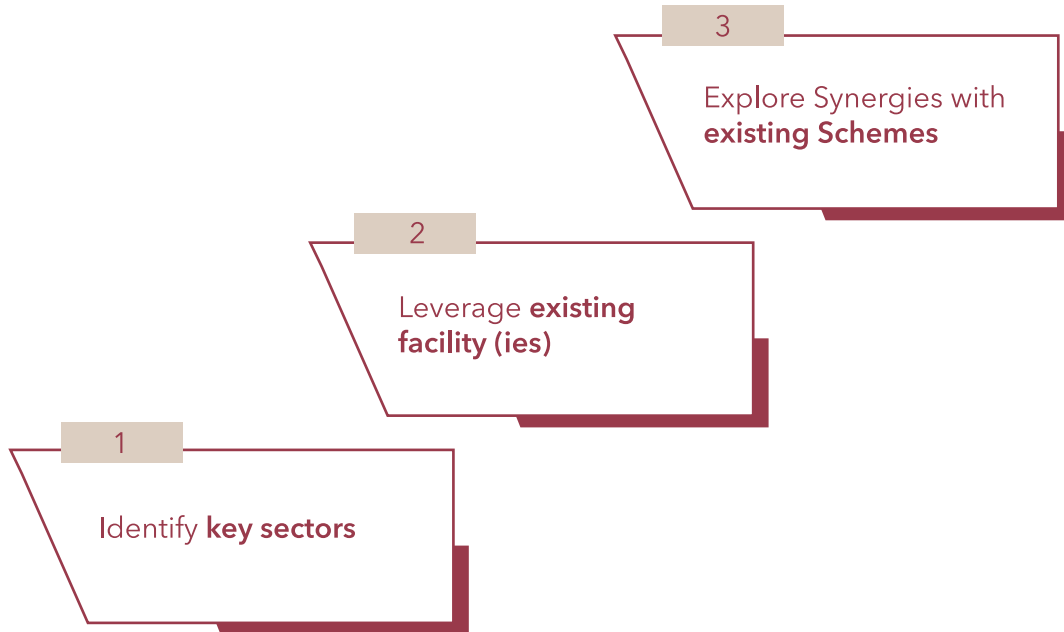 3
Explore Synergies with
existing Schemes
2
Leverage existing
facility (ies)
1
Identify key sectors